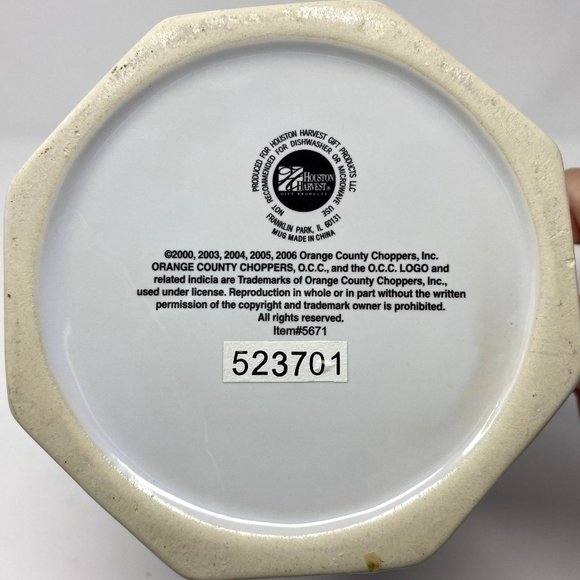 PRODUCED FOR HOUSTON HARVEST GIFT PRODUCTS LLC
NOT RECOMMENDED FOR DISHWASHER OR MICROWAVE USE
HOUSTON
HARVEST®
GIFT PRODUCTS
FRANKLIN PARK, IL 60131
MUG MADE IN CHINA
©2000, 2003, 2004, 2005, 2006 Orange County Choppers, Inc.
ORANGE COUNTY CHOPPERS, O.C.C., and the O.C.C. LOGO and
related indicia are Trademarks of Orange County Choppers, Inc.,
used under license. Reproduction in whole or in part without the written
permission of the copyright and trademark owner is prohibited.
All rights reserved.
Item#5671
523701